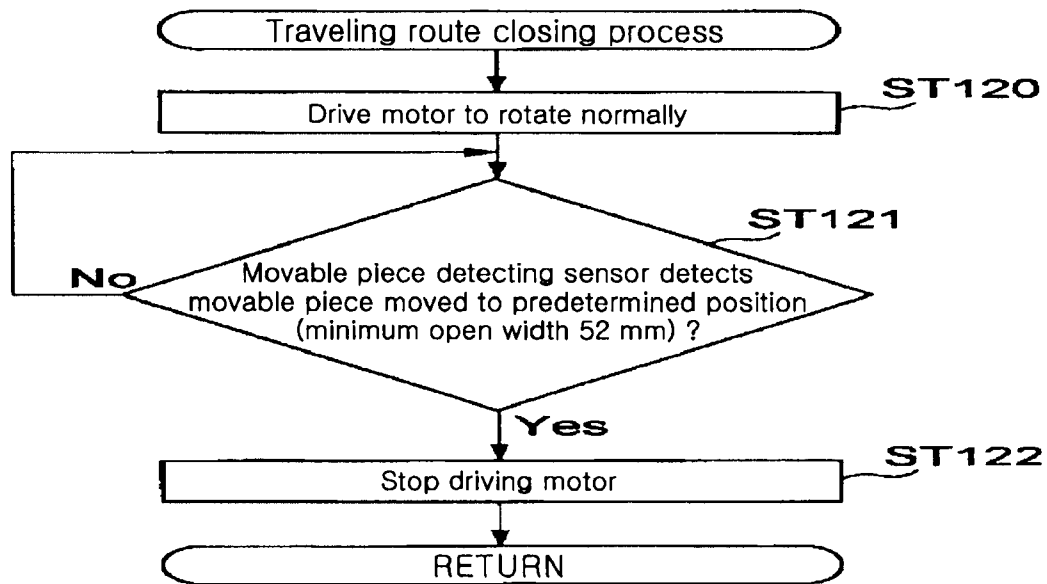 Traveling route closing process
ST120
Drive motor to rotate normally
ST121
No
Movable piece detecting sensor detects
movable piece moved to predetermined position
(minimum open width 52 mm) ?
Yes
ST122
Stop driving motor
RETURN